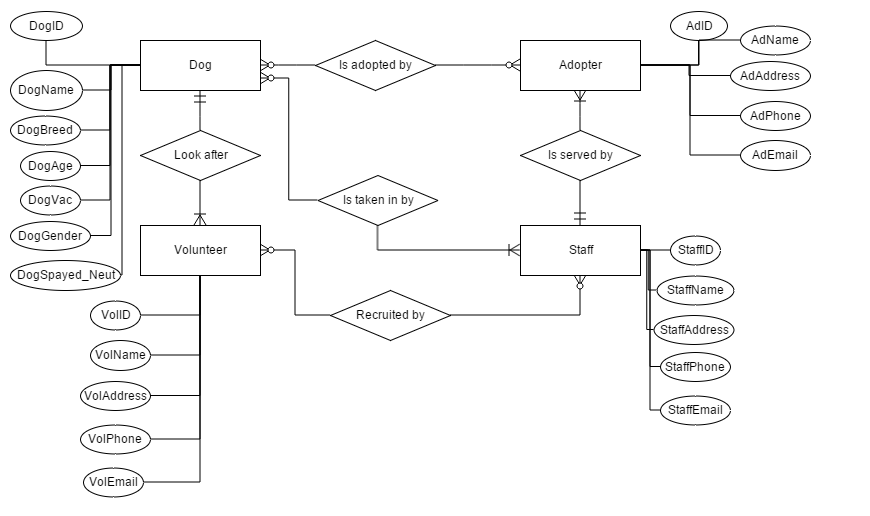 DogID
AdID
AdName
Dog
Is adopted by
Adopter
AdAddress
DogName
AdPhone
DogBreed
Look after
Is served by
AdEmail
DogAge
DogVac
Is taken in by
DogGender
Volunteer
Staff
StaffID
DogSpayed_Neut
StaffName
VolID
Recruited by
StaffAddress
VolName
StaffPhone
VolAddress
StaffEmail
VolPhone
VolEmail